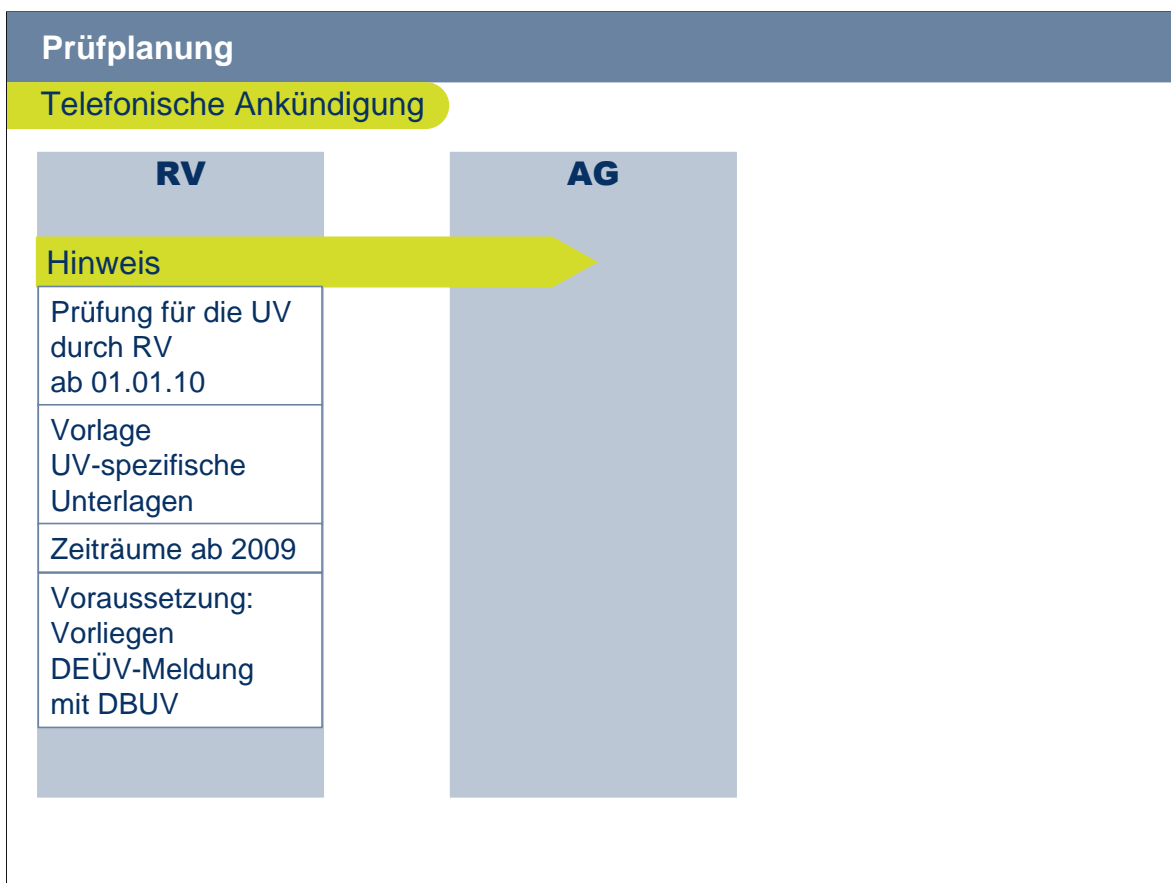 Prüfplanung
Telefonische Ankündigung
RV
AG
Hinweis
Prüfung für die UV
durch RV
ab 01.01.10
Vorlage
UV-spezifische
Unterlagen
Zeiträume ab 2009
Voraussetzung:
Vorliegen
DEÜV-Meldung
mit DBUV